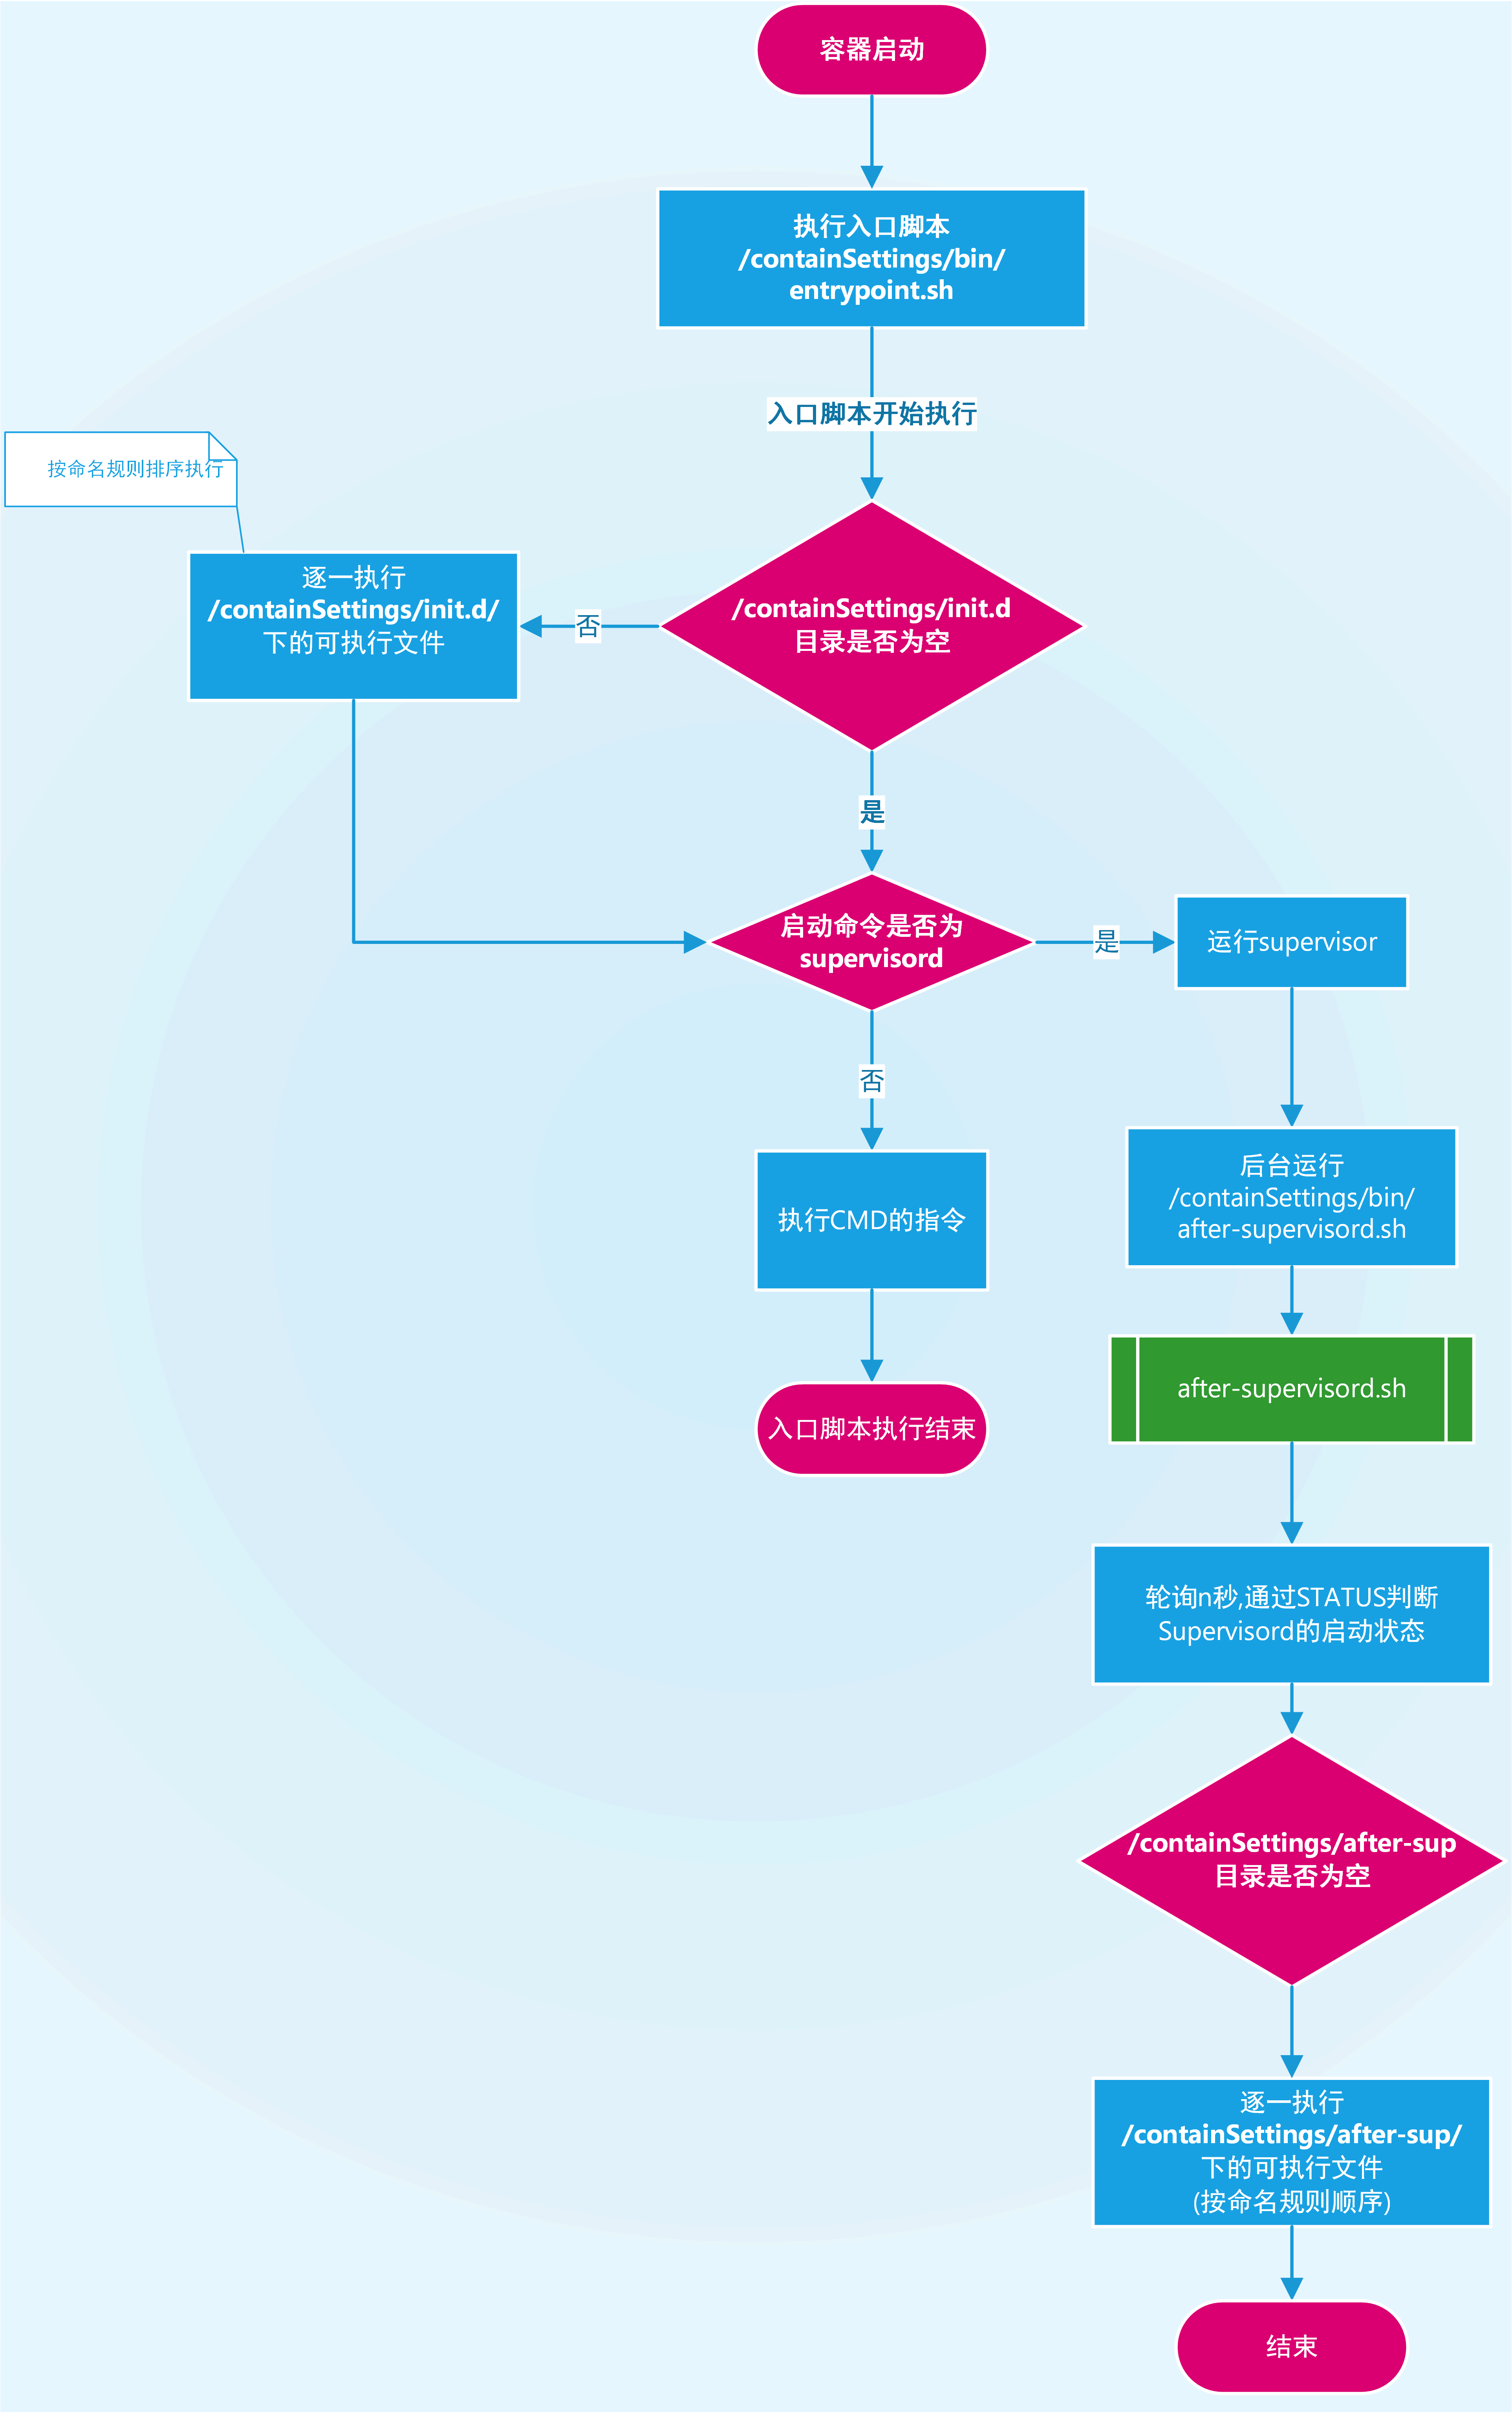 容器启动
执行入口脚本
/containSettings/bin/
entrypoint.sh
入口脚本开始执行
按命名规则排序执行
逐一执行
/containSettings/init.d/
下的可执行文件
否
/containSettings/init.d
目录是否为空
是
启动命令是否为
supervisord
是
运行supervisor
否
执行CMD的指令
入口脚本执行结束
后台运行
/containSettings/bin/
after-supervisord.sh
after-supervisord.sh
轮询n秒,通过STATUS判断
Supervisord的启动状态
/containSettings/after-sup
目录是否为空
逐一执行
/containSettings/after-sup/
下的可执行文件
(按命名规则顺序)
结束